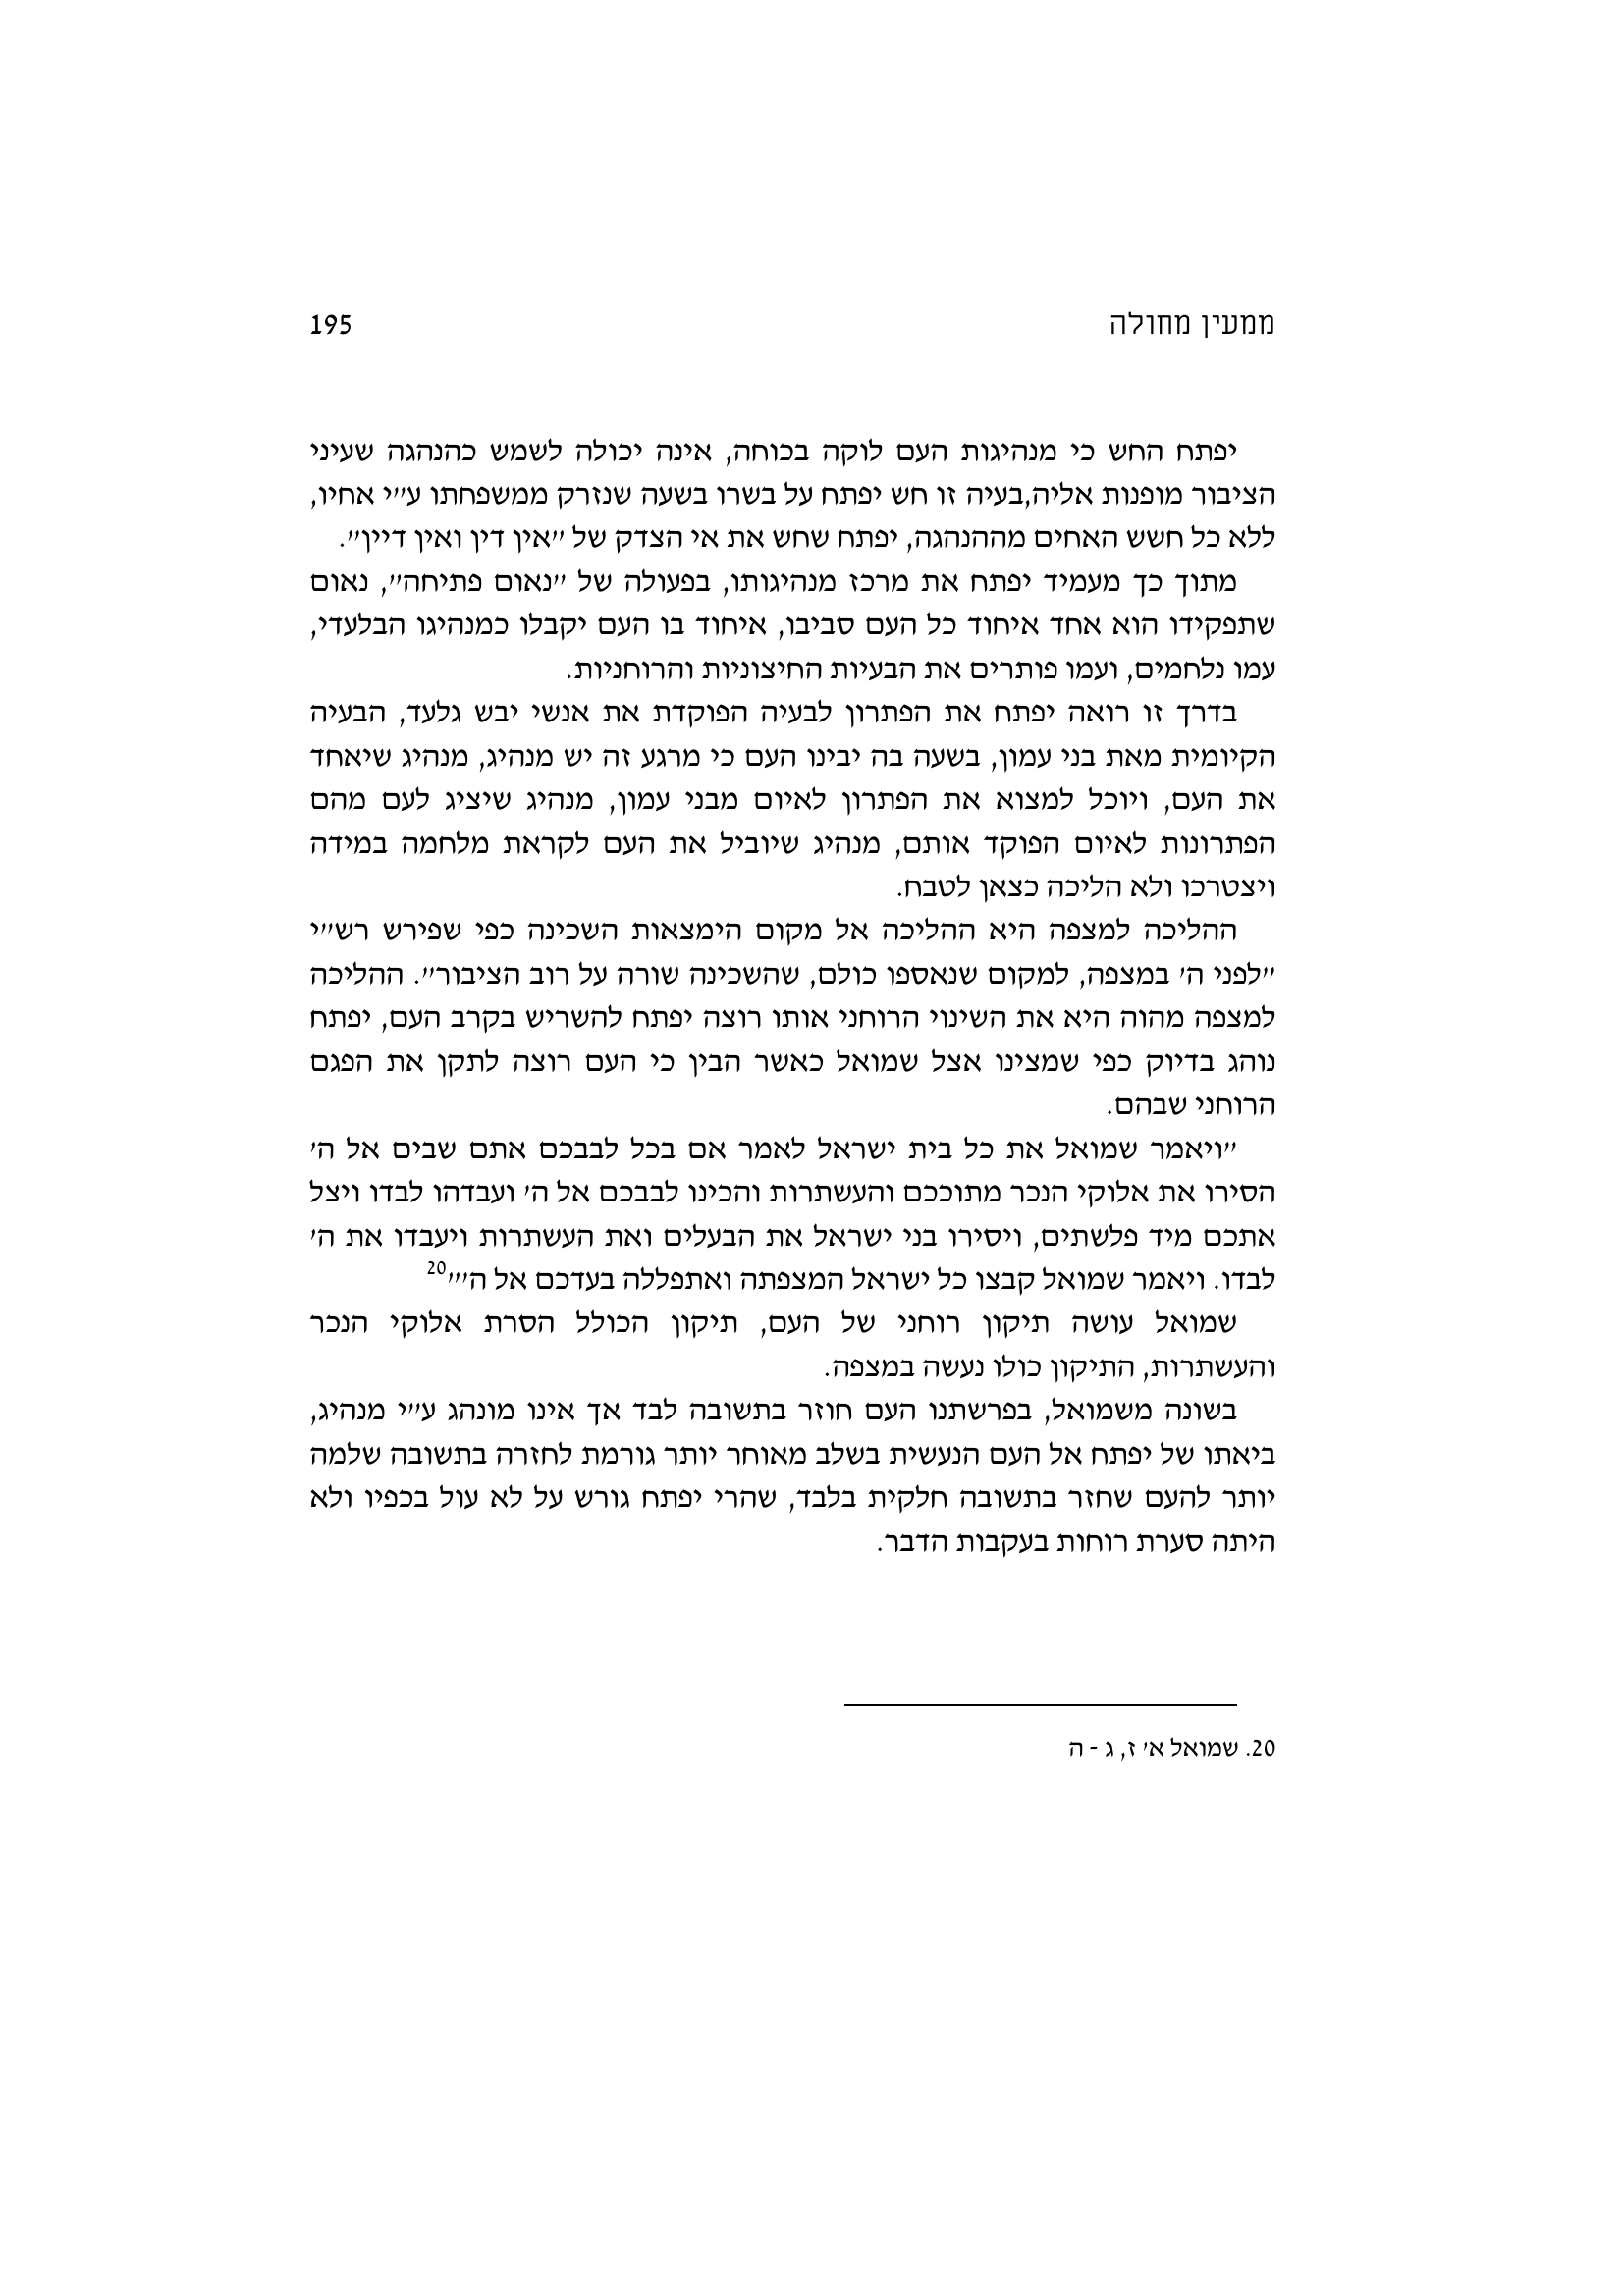 ממעין מחולה 195
יפתח החש כי מנהיגות העם לוקה בכוחה, אינה יכולה לשמש כהנהגה שעיני
הציבור מופנות אליה,בעיה זו חש יפתח על בשרו בשעה שנזרק ממשפחתו ע״י אחיו,
ללא כל חשש האחים מההנהגה, יפתח שחש את אי הצדק של ״אין דין ואין דיין״.
מתוך כך מעמיד יפתח את מרכז מנהיגותו, בפעולה של ״נאום פתיחה״, נאום
שתפקידו הוא אחד איחוד כל העם סביבו, איחוד בו העם יקבלו כמנהיגו הבלעדי,
עמו נלחמים, ועמו פותרים את הבעיות החיצוניות והרוחניות.
בדרך זו רואה יפתח את הפתרון לבעיה הפוקדת את אנשי יבש גלעד, הבעיה
הקיומית מאת בני עמון, בשעה בה יבינו העם כי מרגע זה יש מנהיג, מנהיג שיאחד
את העם, ויוכל למצוא את הפתרון לאיום מבני עמון, מנהיג שיציג לעם מהם
הפתרונות לאיום הפוקד אותם, מנהיג שיוביל את העם לקראת מלחמה במידה
ויצטרכו ולא הליכה כצאן לטבח.
ההליכה למצפה היא ההליכה אל מקום הימצאות השכינה כפי שפירש רש״י
״לפני ה׳ במצפה, למקום שנאספו כולם, שהשכינה שורה על רוב הציבור״. ההליכה
למצפה מהוה היא את השינוי הרוחני אותו רוצה יפתח להשריש בקרב העם, יפתח
נוהג בדיוק כפי שמצינו אצל שמואל כאשר הבין כי העם רוצה לתקן את הפגם
הרוחני שבהם.
״ויאמר שמואל את כל בית ישראל לאמר אם בכל לבבכם אתם שבים אל ה׳
הסירו את אלוקי הנכר מתוככם והעשתרות והכינו לבבכם אל ה׳ ועבדהו לבדו ויצל
אתכם מיד פלשתים, ויסירו בני ישראל את הבעלים ואת העשתרות ויעבדו את ה׳
לבדו. ויאמר שמואל קבצו כל ישראל המצפתה ואתפללה בעדכם אל ה׳״20
שמואל עושה תיקון רוחני של העם, תיקון הכולל הסרת אלוקי הנכר
והעשתרות, התיקון כולו נעשה במצפה.
בשונה משמואל, בפרשתנו העם חוזר בתשובה לבד אך אינו מונהג ע״י מנהיג,
ביאתו של יפתח אל העם הנעשית בשלב מאוחר יותר גורמת לחזרה בתשובה שלמה
יותר להעם שחזר בתשובה חלקית בלבד, שהרי יפתח גורש על לא עול בכפיו ולא
היתה סערת רוחות בעקבות הדבר.
20. שמואל א׳ ז, ג - ה